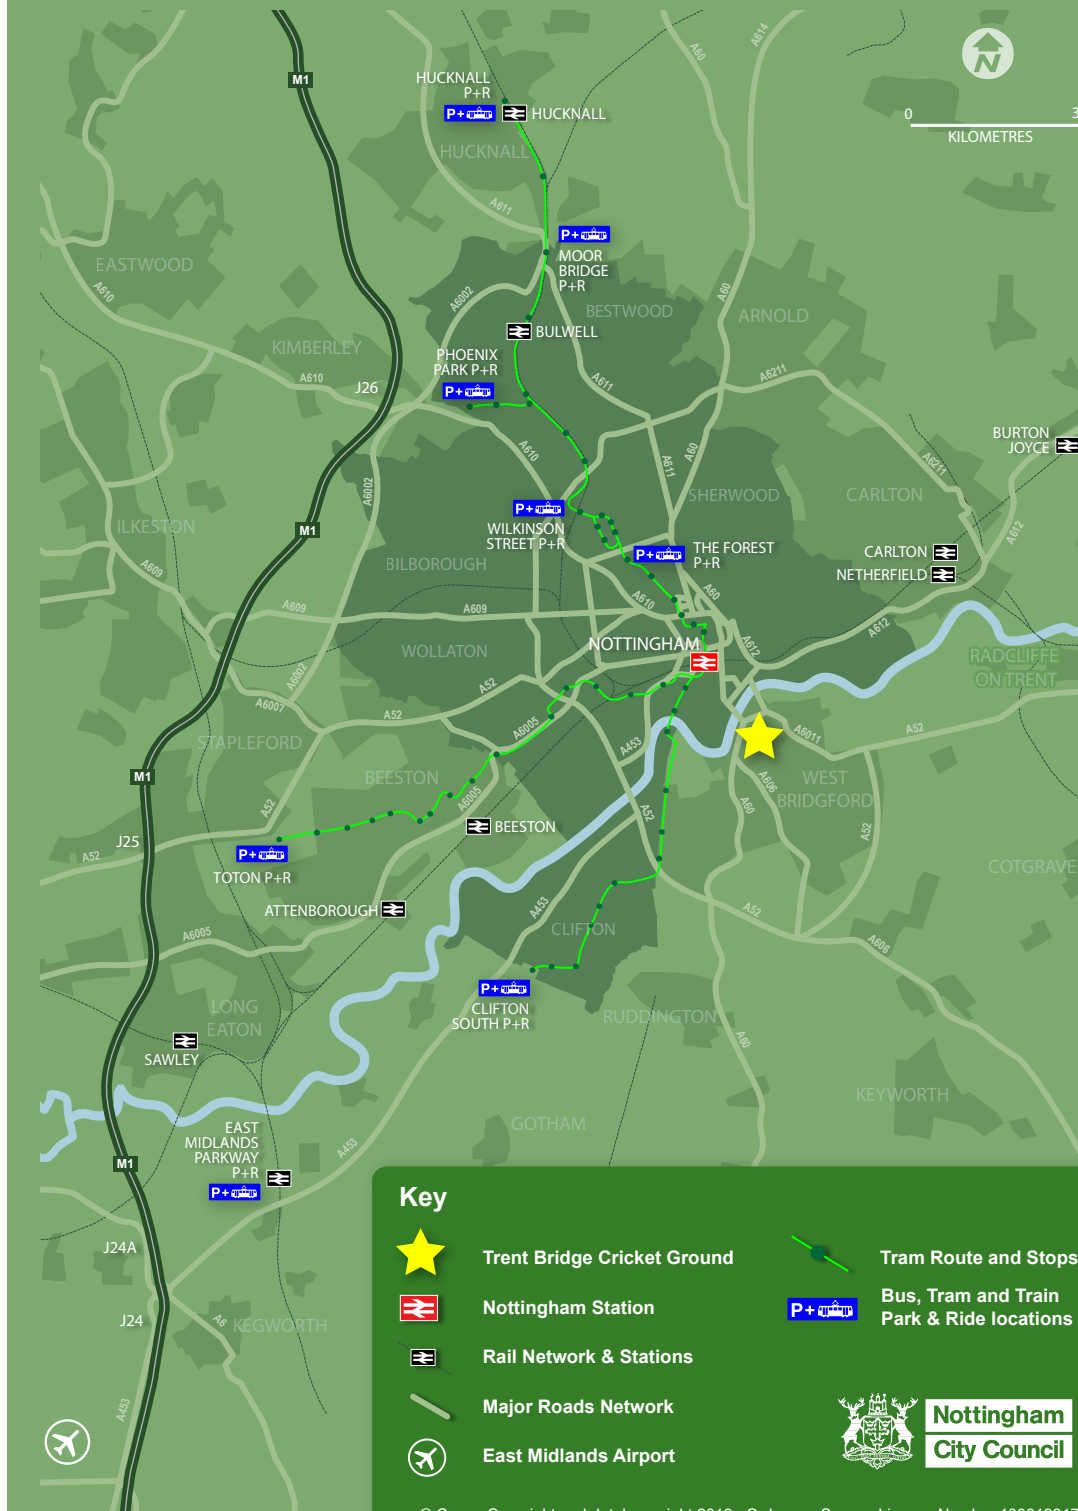 A614
A60
M1
HUCKNALL
P+R
P+
HUCKNALL
N
0
3
KILOMETRES
HUCKNALL
A611
P+
MOOR
BRIDGE
P+R
EASTWOOD
A610
A6002
BESTWOOD
A60
ARNOLD
BULWELL
KIMBERLEY
PHOENIX
PARK P+R
P+
A610
J26
A611
A6211
A610
A611
A60
A6211
BURTON
JOYCE
A6002
SHERWOOD
CARLTON
P+
WILKINSON
STREET P+R
M1
ILKESTON
A612
P+
THE FOREST
P+R
CARLTON
NETHERFIELD
A609
BILBOROUGH
A610
A60
A609
A609
A612
A612
NOTTINGHAM
WOLLATON
RADCLIFFE
ON TRENT
A6002
A52
A6007
A52
A6005
A453
A6011
A52
STAPLEFORD
M1
BEESTON
A606
WEST
BRIDGFORD
A6005
A60
A52
A52
A52
BEESTON
J25
A52
P+
TOTON P+R
COTGRAVE
ATTENBOROUGH
A453
A52
CLIFTON
A6005
A606
P+
CLIFTON
SOUTH P+R
LONG
EATON
RUDDINGTON
A60
SAWLEY
KEYWORTH
GOTHAM
EAST
MIDLANDS
PARKWAY
P+R
P+
A453
M1
J24A
J24
A6
KEGWORTH
A453
Key
Trent Bridge Cricket Ground
Nottingham Station
Rail Network & Stations
Major Roads Network
East Midlands Airport
Tram Route and Stops
P+
Bus, Tram and Train
Park & Ride locations
Nottingham
City Council